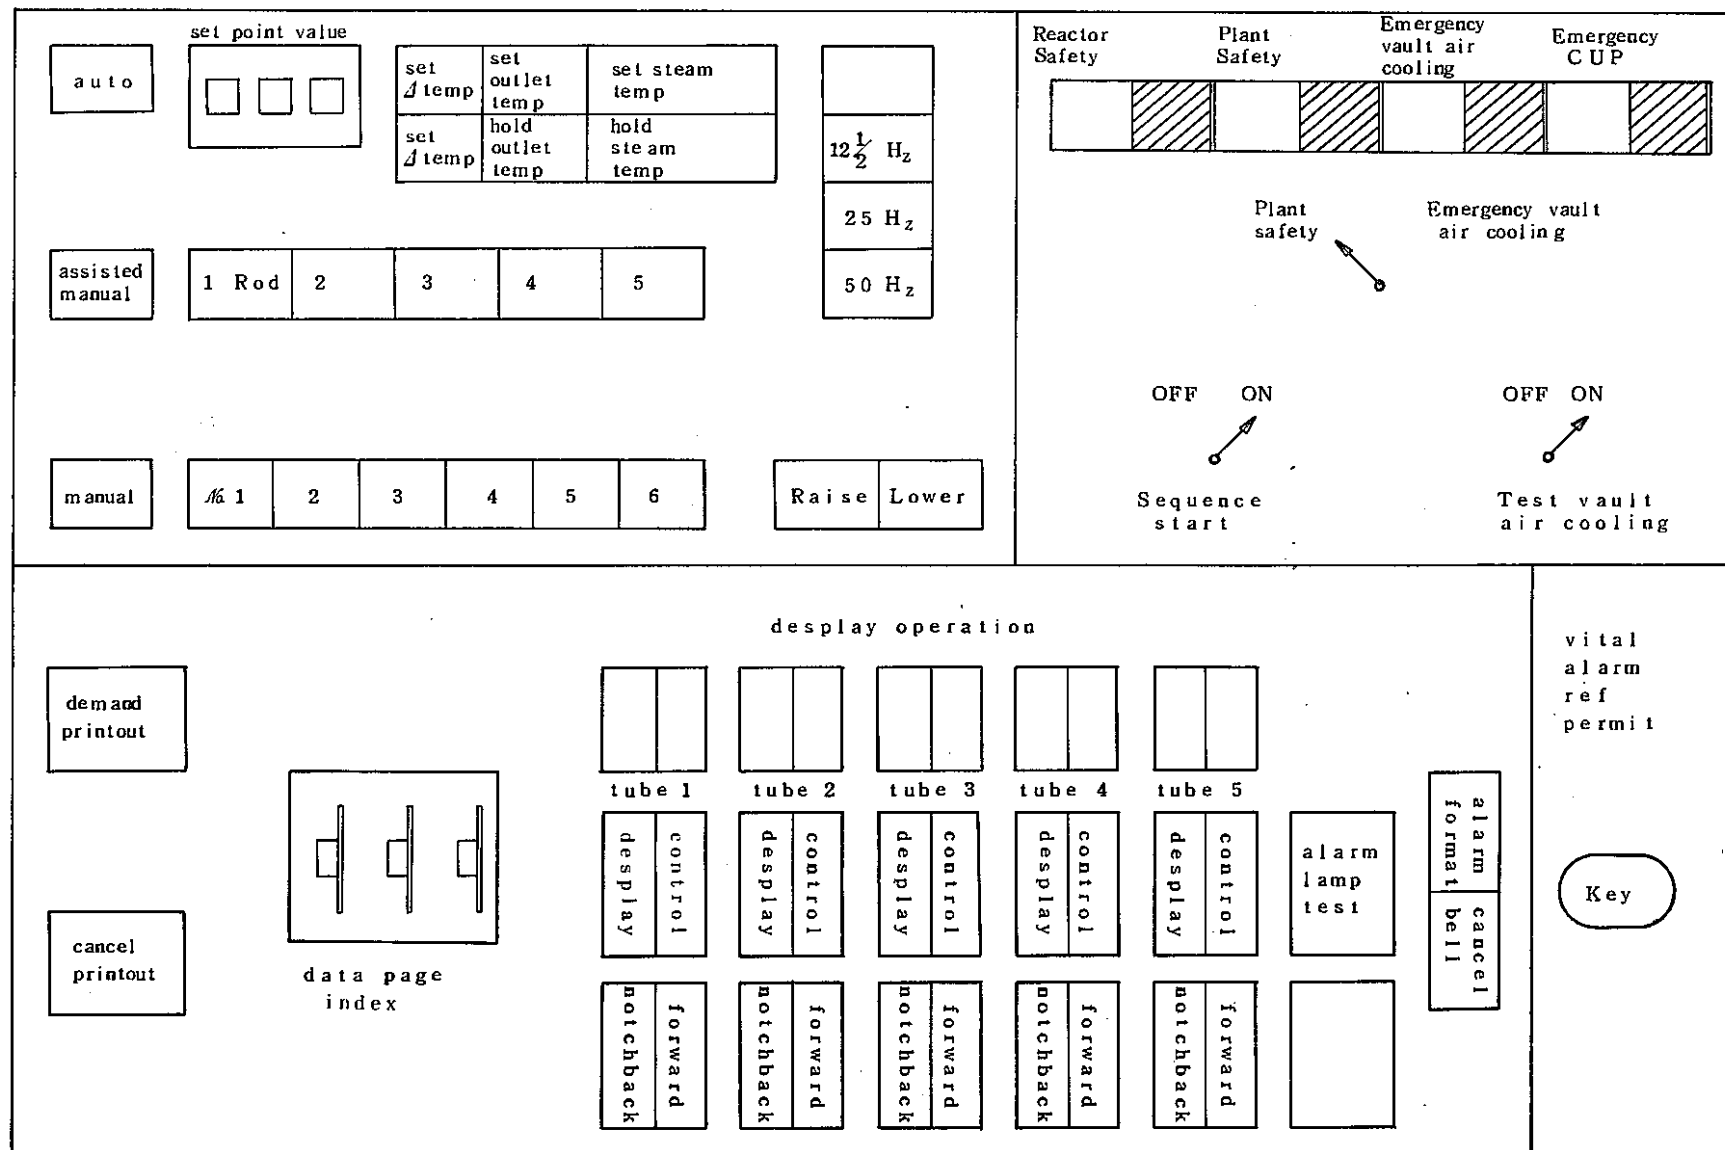 set point value
auto
set
⊿ temp
set
outlet
temp
set steam
temp
set
⊿ temp
hold
outlet
temp
hold
steam
temp
12 1/2 Hz
25 Hz
50 Hz
assisted
manual
1 Rod
2
3
4
5
manual
№ 1
2
3
4
5
6
Raise
Lower
Reactor
Safety
Plant
Safety
Emergency
vault air
cooling
Emergency
CUP
Plant
safety
Emergency vault
air cooling
OFF ON
Sequence
start
OFF ON
Test vault
air cooling
desplay operation
demand
printout
cancel
printout
data page
index
tube 1
tube 2
tube 3
tube 4
tube 5
desplay
control
desplay
control
desplay
control
desplay
control
desplay
control
alarm
lamp
test
notchback
forward
notchback
forward
notchback
forward
notchback
forward
notchback
forward
alarm
format
cancel
bell
vital
alarm
ref
permit
Key